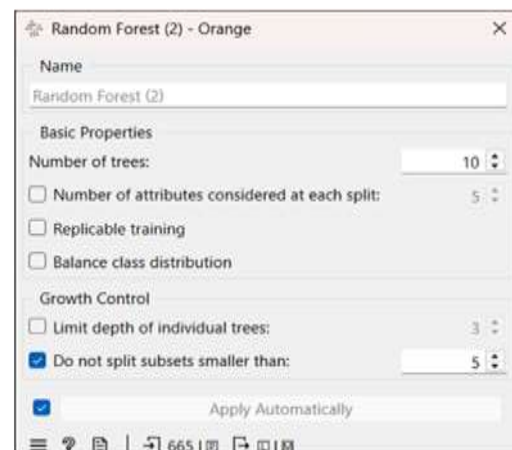 Random Forest (2) - Orange
Name
Random Forest (2)
Basic Properties
Number of trees: 10
Number of attributes considered at each split: 5
Replicable training
Balance class distribution
Growth Control
Limit depth of individual trees: 3
Do not split subsets smaller than: 5
Apply Automatically
? 665